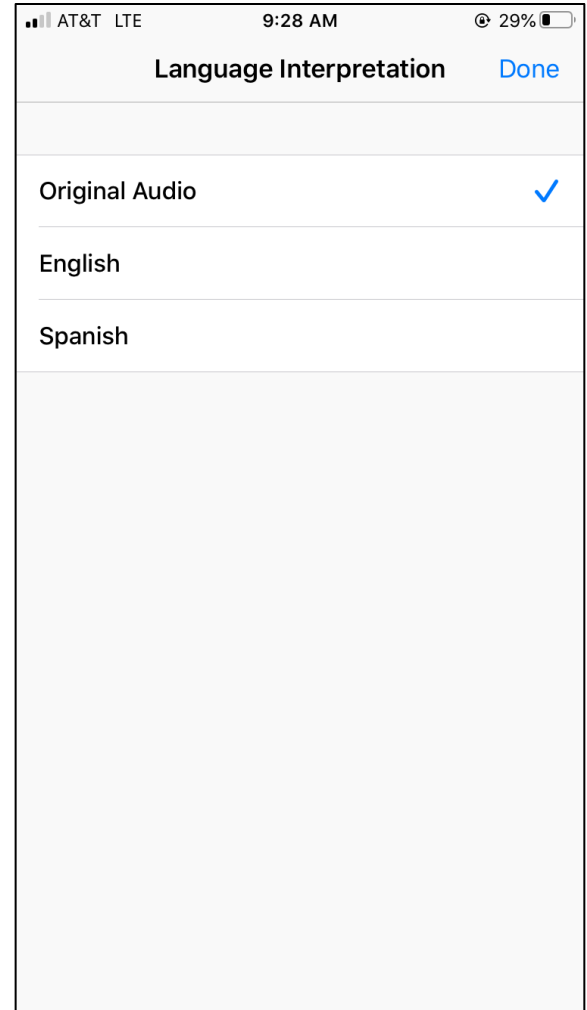 AT&T LTE 9:28 AM 29%
Language Interpretation Done
Original Audio
English
Spanish